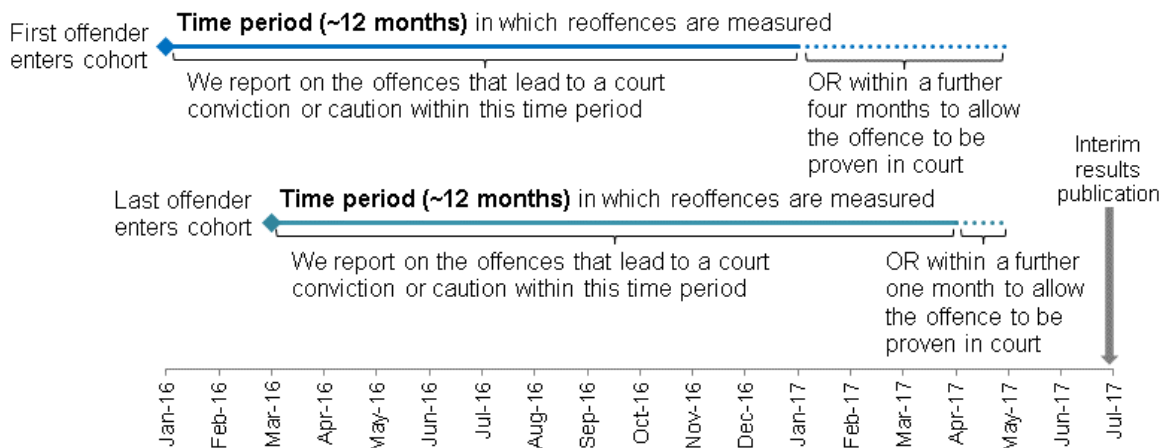 Time period (~12 months) in which reoffences are measured
First offender
enters cohort
We report on the offences that lead to a court
conviction or caution within this time period
OR within a further
four months to allow
the offence to be
proven in court
Interim
results
publication
Last offender
enters cohort
Time period (~12 months) in which reoffences are measured
We report on the offences that lead to a court
conviction or caution within this time period
OR within a further
one month to allow
the offence to be
proven in court
Jan-16
Feb-16
Mar-16
Apr-16
May-16
Jun-16
Jul-16
Aug-16
Sep-16
Oct-16
Nov-16
Dec-16
Jan-17
Feb-17
Mar-17
Apr-17
May-17
Jun-17
Jul-17